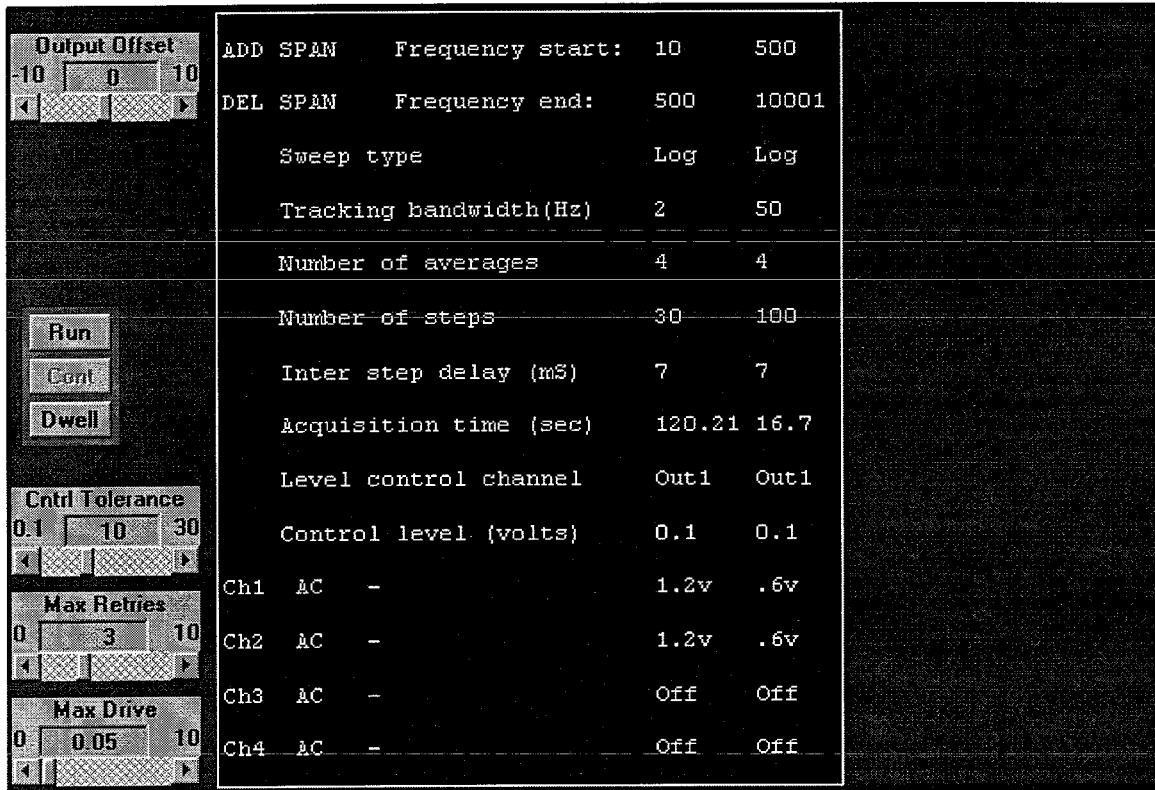 Output Offset
-10 0 10
ADD SPAN Frequency start: 10 500
DEL SPAN Frequency end: 500 10001
Sweep type Log Log
Tracking bandwidth(Hz) 2 50
Number of averages 4 4
Number of steps 30 100
Inter step delay (mS) 7 7
Acquisition time (sec) 120.21 16.7
Level control channel Out1 Out1
Control level (volts) 0.1 0.1
Ch1 AC - 1.2v .6v
Ch2 AC - 1.2v .6v
Ch3 AC - Off Off
Ch4 AC - Off Off
Run
Cont
Dwell
Cntrl Tolerance
0.1 10 30
Max Retries
0 3 10
Max Drive
0 0.05 10